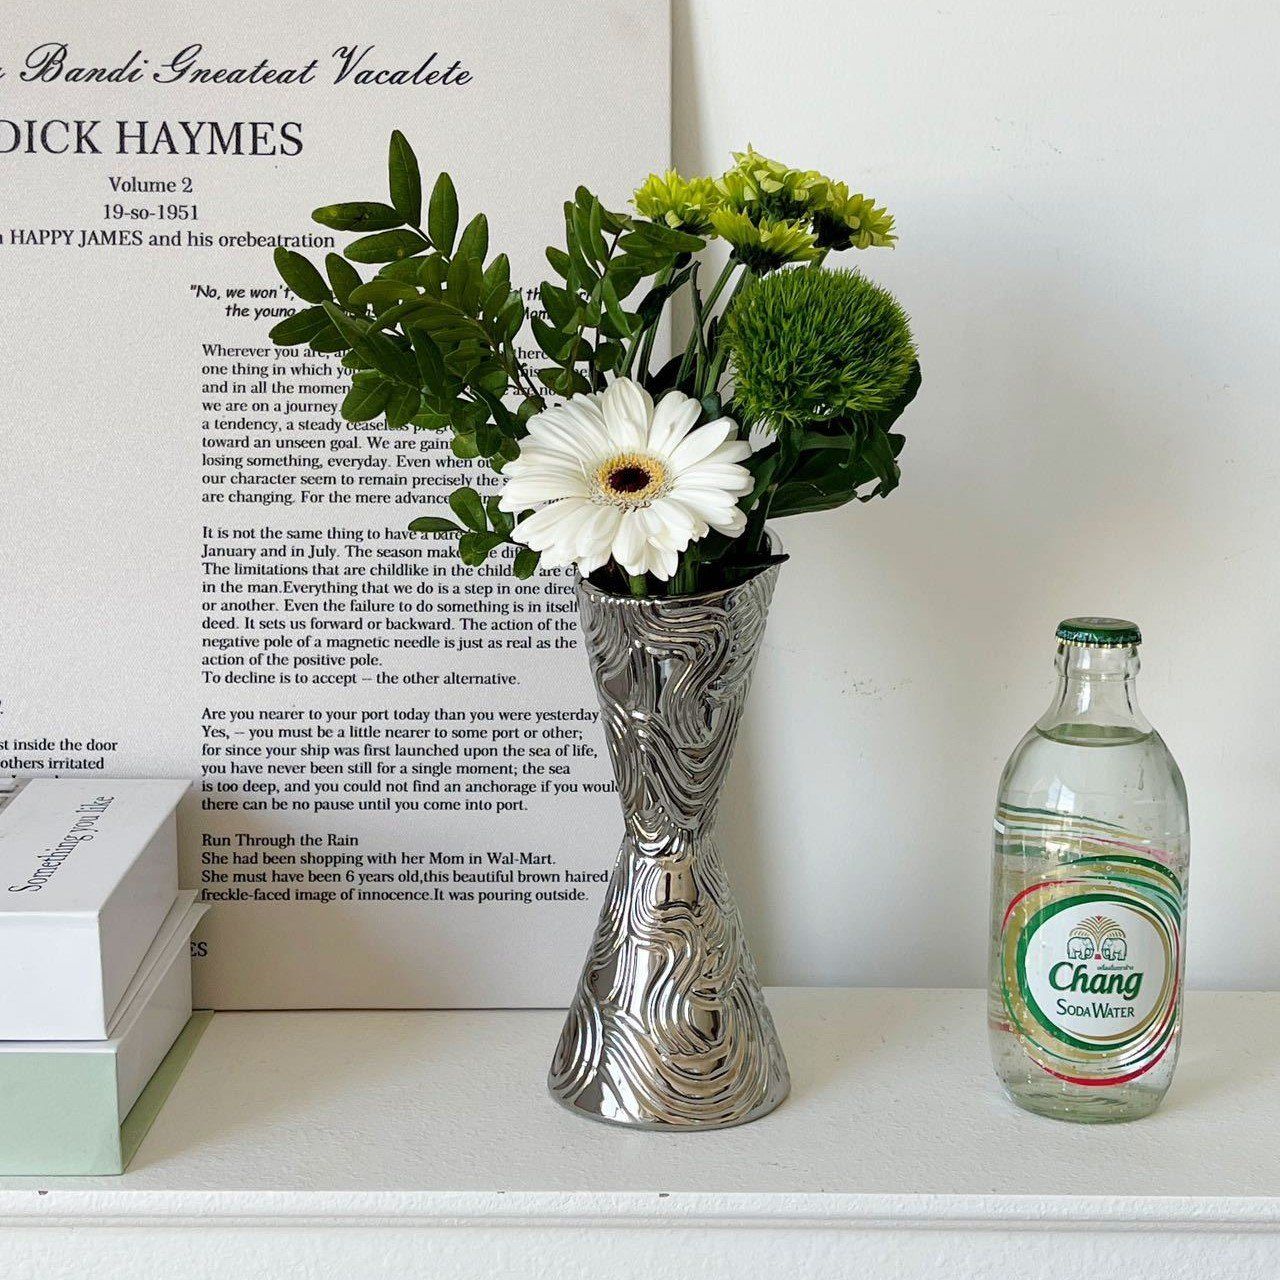 Bandi Gneateat Vacalete
DICK HAYMES
Volume 2
19-so-1951
HAPPY JAMES and his orebeatration
"No, we won't,
the young
Wherever you are,
one thing in which
and in all the
we are on a journey.
a tendency, a steady ceaseless
toward an unseen goal. We are
losing something, everyday. Even when
our character seem to remain precisely the
are changing. For the mere advance
It is not the same thing to have a
January and in July. The season
The limitations that are childlike in the are
in the man.Everything that we do is a step in one
or another. Even the failure to do something is in itself
deed. It sets us forward or backward. The action of the
negative pole of a magnetic needle is just as real as the
action of the positive pole.
To decline is to accept – the other alternative.
Are you nearer to your port today than you were yesterday
Yes, – you must be a little nearer to some port or other;
for since your ship was first launched upon the sea of life,
you have never been still for a single moment; the sea
is too deep, and you could not find an anchorage if you would
there can be no pause until you come into port.
Run Through the Rain
She had been shopping with her Mom in Wal-Mart.
She must have been 6 years old,this beautiful brown haired
freckle-faced image of innocence.It was pouring outside.
inside the door
others irritated
ES
Something you like
Chang
SODA WATER